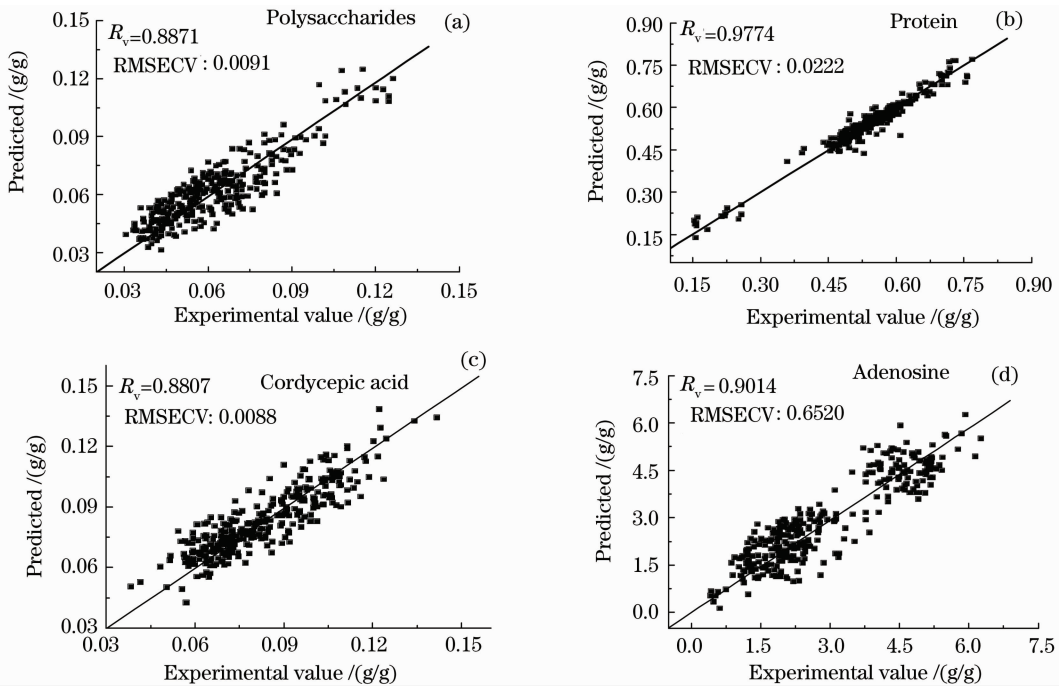 Polysaccharides
(a)
Rv=0.8871
RMSECV: 0.0091
Predicted /(g/g)
0.15
0.12
0.09
0.06
0.03
0.03 0.06 0.09 0.12 0.15
Experimental value /(g/g)
Protein
(b)
Rv=0.9774
RMSECV: 0.0222
Predicted /(g/g)
0.90
0.75
0.60
0.45
0.30
0.15
0.15 0.30 0.45 0.60 0.75 0.90
Experimental value /(g/g)
(c)
Cordycepic acid
Rv=0.8807
RMSECV: 0.0088
Predicted /(g/g)
0.15
0.12
0.09
0.06
0.03
0.03 0.06 0.09 0.12 0.15
Experimental value /(g/g)
Adenosine
(d)
Rv=0.9014
RMSECV: 0.6520
Predicted /(g/g)
7.5
6.0
4.5
3.0
1.5
0.0
0.0 1.5 3.0 4.5 6.0 7.5
Experimental value /(g/g)